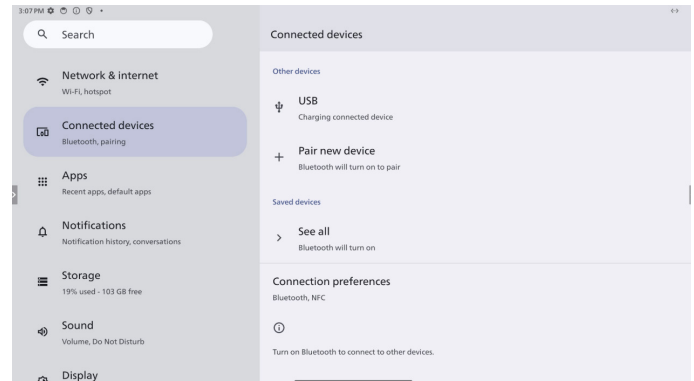 3:07 PM
Search
Network & internet
Wi-Fi, hotspot
Connected devices
Bluetooth, pairing
Apps
Recent apps, default apps
Notifications
Notification history, conversations
Storage
19% used - 103 GB free
Sound
Volume, Do Not Disturb
Display
Connected devices
Other devices
USB
Charging connected device
Pair new device
Bluetooth will turn on to pair
Saved devices
See all
Bluetooth will turn on
Connection preferences
Bluetooth, NFC
Turn on Bluetooth to connect to other devices.